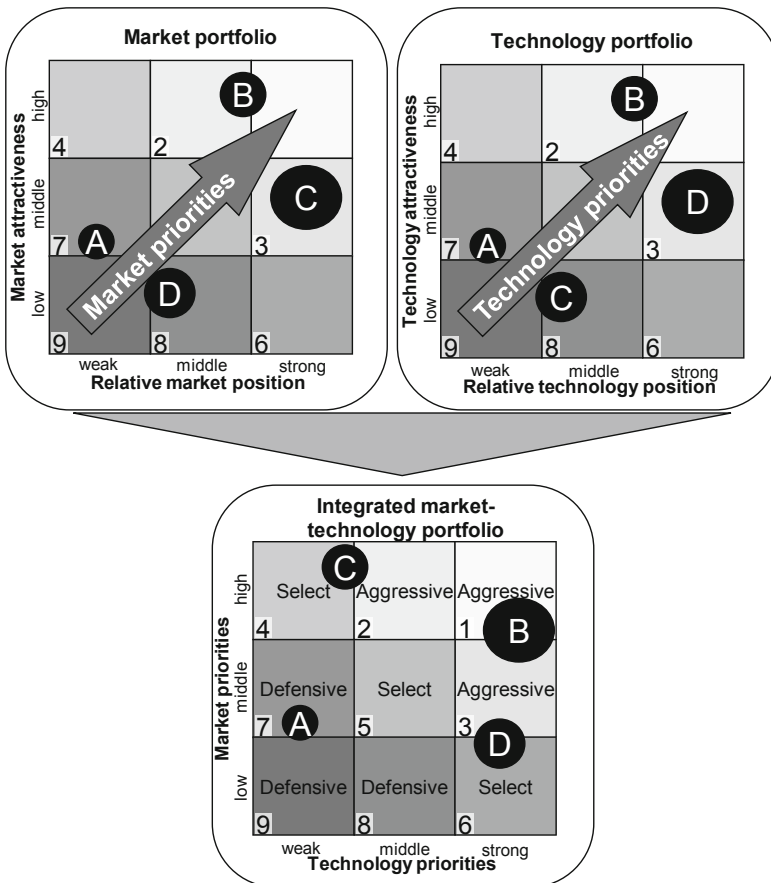 Market portfolio
Market attractiveness
high
middle
low
4
2
B
7
A
3
C
9
D
8
6
Market priorities
weak
middle
strong
Relative market position
Technology portfolio
Technology attractiveness
high
middle
low
4
2
B
7
A
3
D
9
C
8
6
Technology priorities
weak
middle
strong
Relative technology position
Integrated market-
technology portfolio
Market priorities
high
middle
low
C
Select
Aggressive
Aggressive
4
2
1
B
Defensive
Select
Aggressive
7
A
5
3
D
Defensive
Defensive
Select
9
8
6
weak
middle
strong
Technology priorities